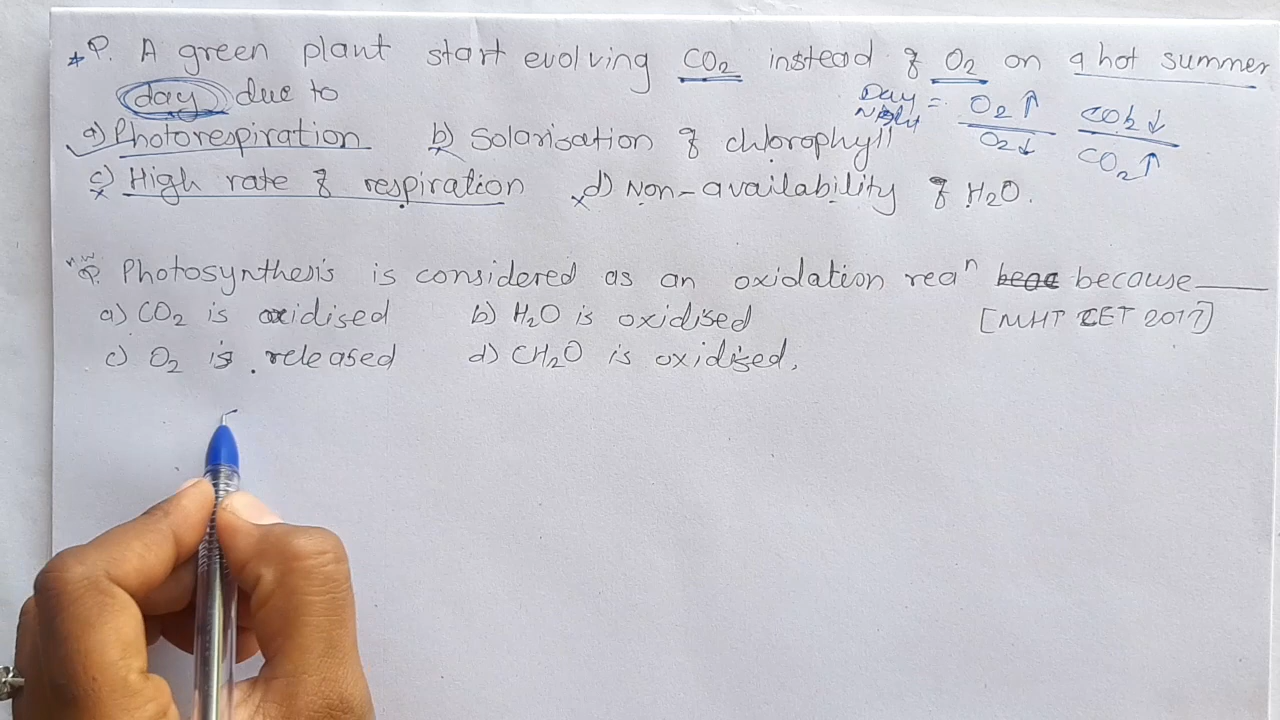 *Q. A green plant start evolving CO2 instead of O2 on a hot summer
day due to
Day = O2↑ CO2↓
Night O2↓ CO2↑
a) Photorespiration b) Solarisation of chlorophyll
c) High rate of respiration d) Non-availability of H2O.
Q. Photosynthesis is considered as an oxidation reaⁿ because____
a) CO2 is oxidised b) H2O is oxidised [MHT CET 2017]
c) O2 is released d) CH2O is oxidised.